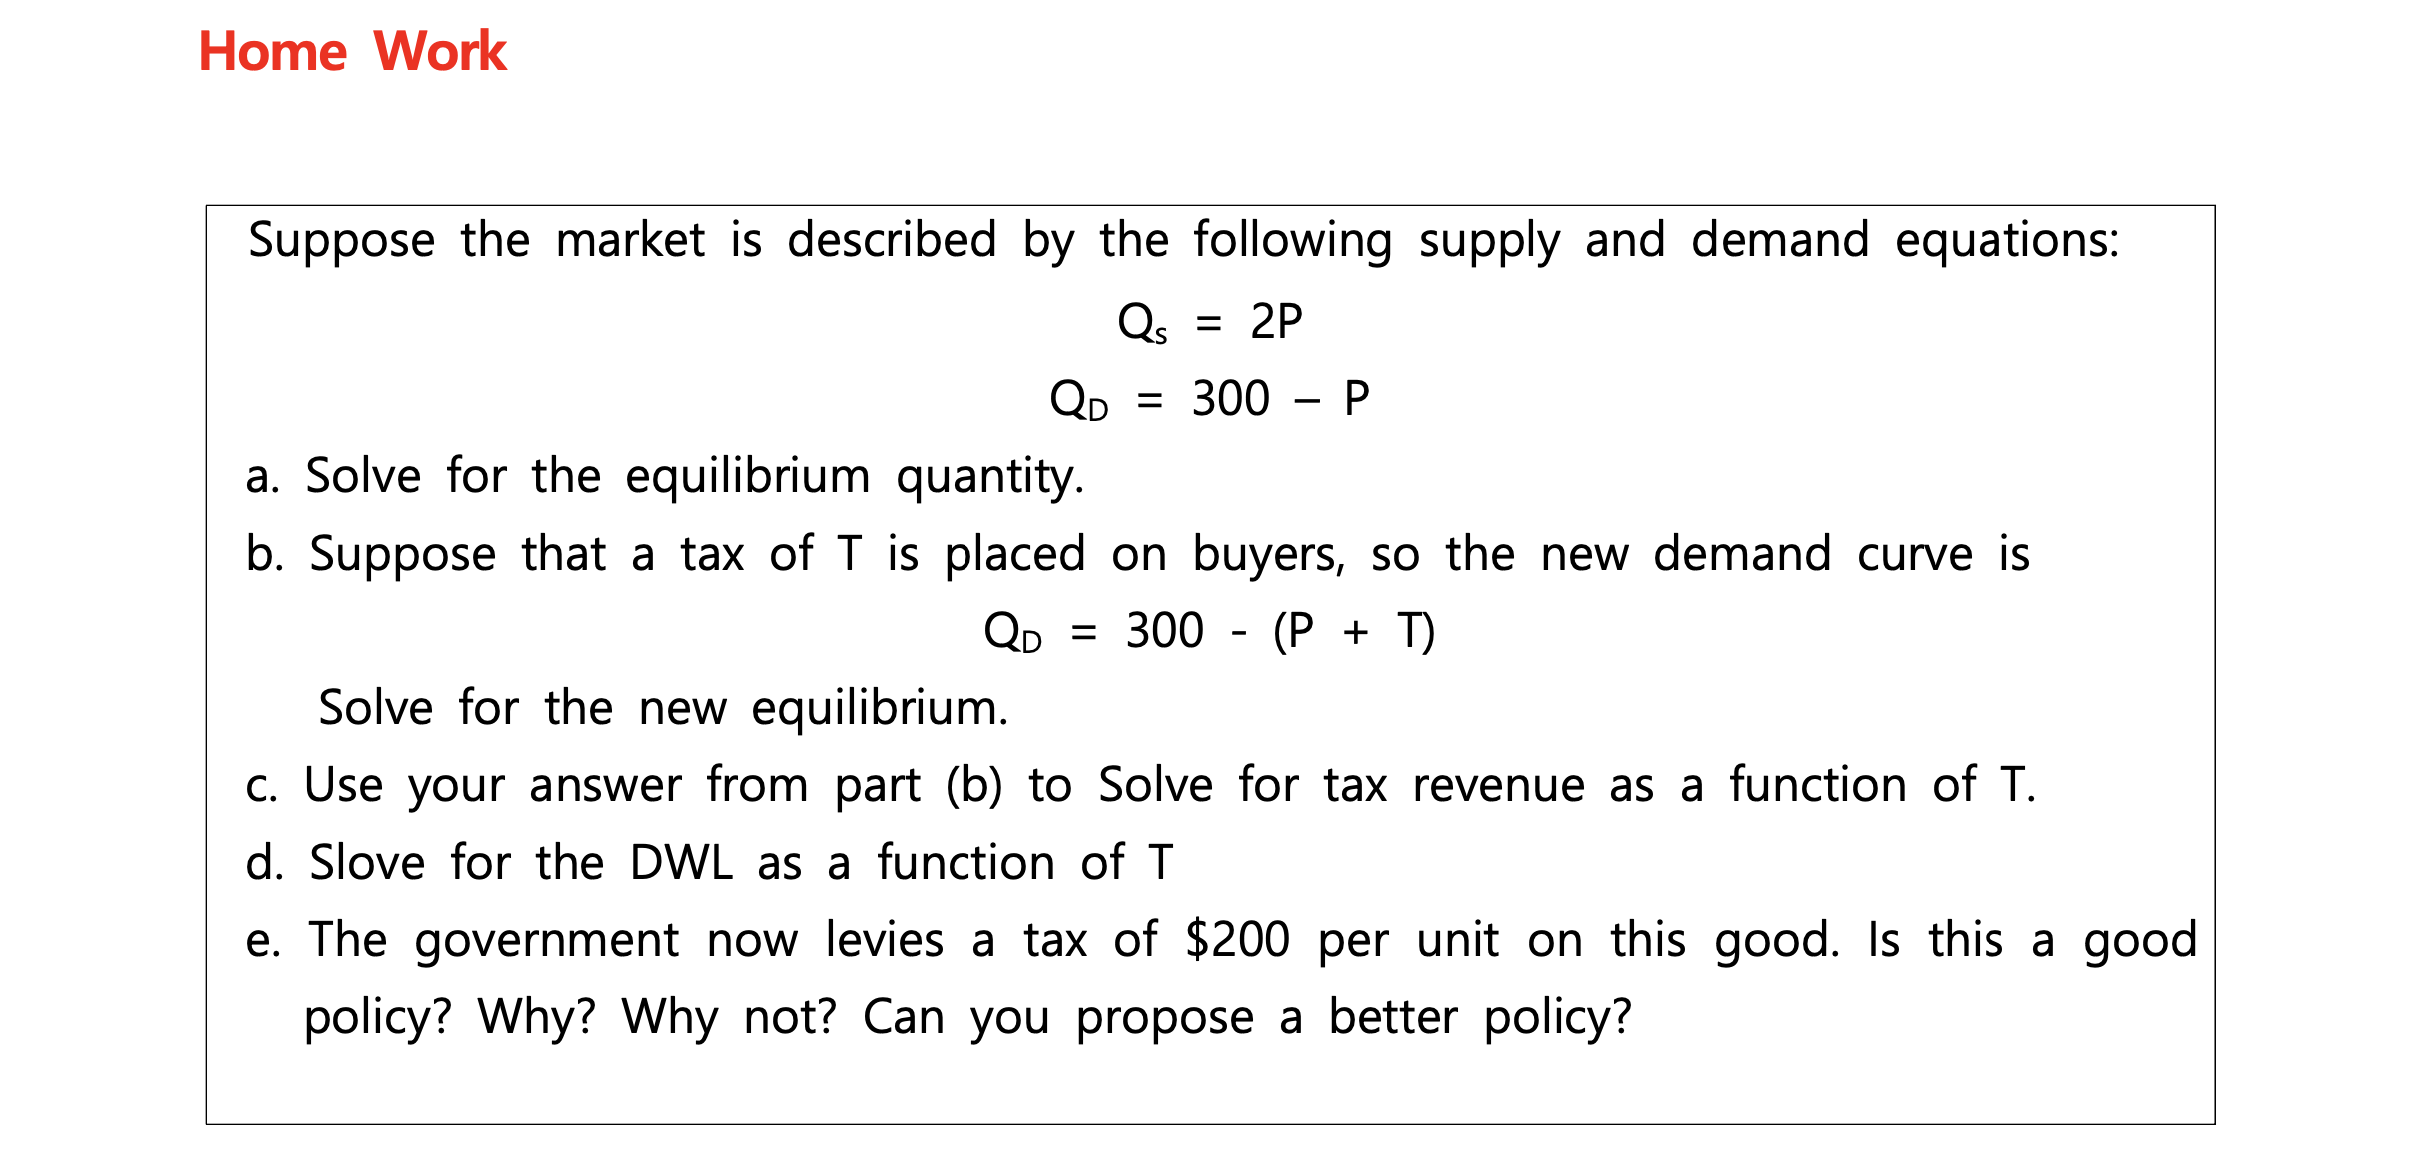 Home Work
Suppose the market is described by the following supply and demand equations:
Qs = 2P
QD = 300 – P
a. Solve for the equilibrium quantity.
b. Suppose that a tax of T is placed on buyers, so the new demand curve is
QD = 300 - (P + T)
Solve for the new equilibrium.
c. Use your answer from part (b) to Solve for tax revenue as a function of T.
d. Slove for the DWL as a function of T
e. The government now levies a tax of $200 per unit on this good. Is this a good
policy? Why? Why not? Can you propose a better policy?